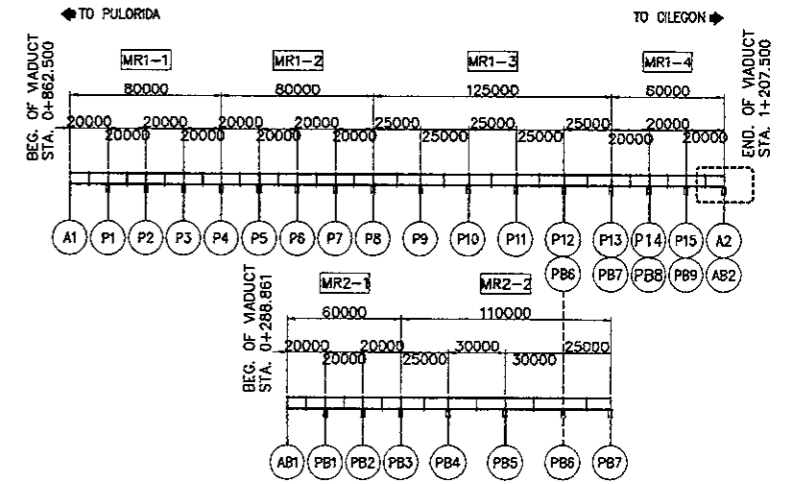 TO PULORIDA
TO CILEGON
BEG. OF VIADUCT
STA. 0+862.500
MR1-1
MR1-2
MR1-3
MR1-4
80000
80000
125000
60000
20000
20000
20000
20000
20000
20000
20000
20000
25000
25000
25000
25000
25000
20000
20000
20000
END. OF VIADUCT
STA. 1+207.500
A1
P1
P2
P3
P4
P5
P6
P7
P8
P9
P10
P11
P12
P13
P14
P15
A2
PB6
PB7
PB8
PB9
AB2
BEG. OF VIADUCT
STA. 0+288.861
MR2-1
MR2-2
60000
110000
20000
20000
20000
25000
30000
30000
25000
AB1
PB1
PB2
PB3
PB4
PB5
PB6
PB7